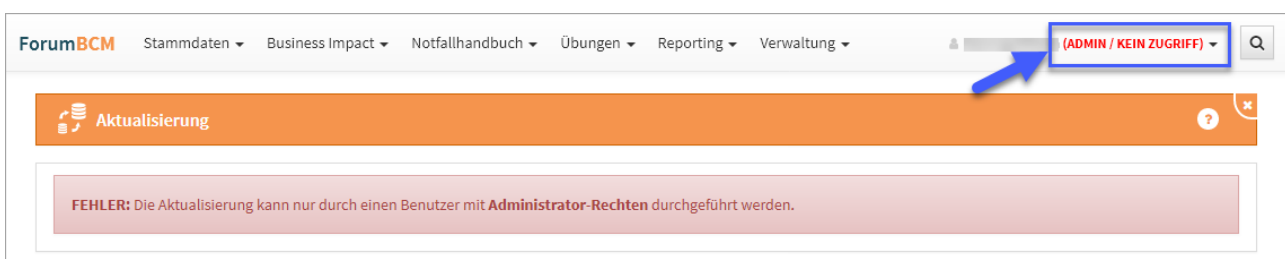 ForumBCM Stammdaten Business Impact Notfallhandbuch Übungen Reporting Verwaltung (ADMIN / KEIN ZUGRIFF)
Aktualisierung
FEHLER: Die Aktualisierung kann nur durch einen Benutzer mit Administrator-Rechten durchgeführt werden.